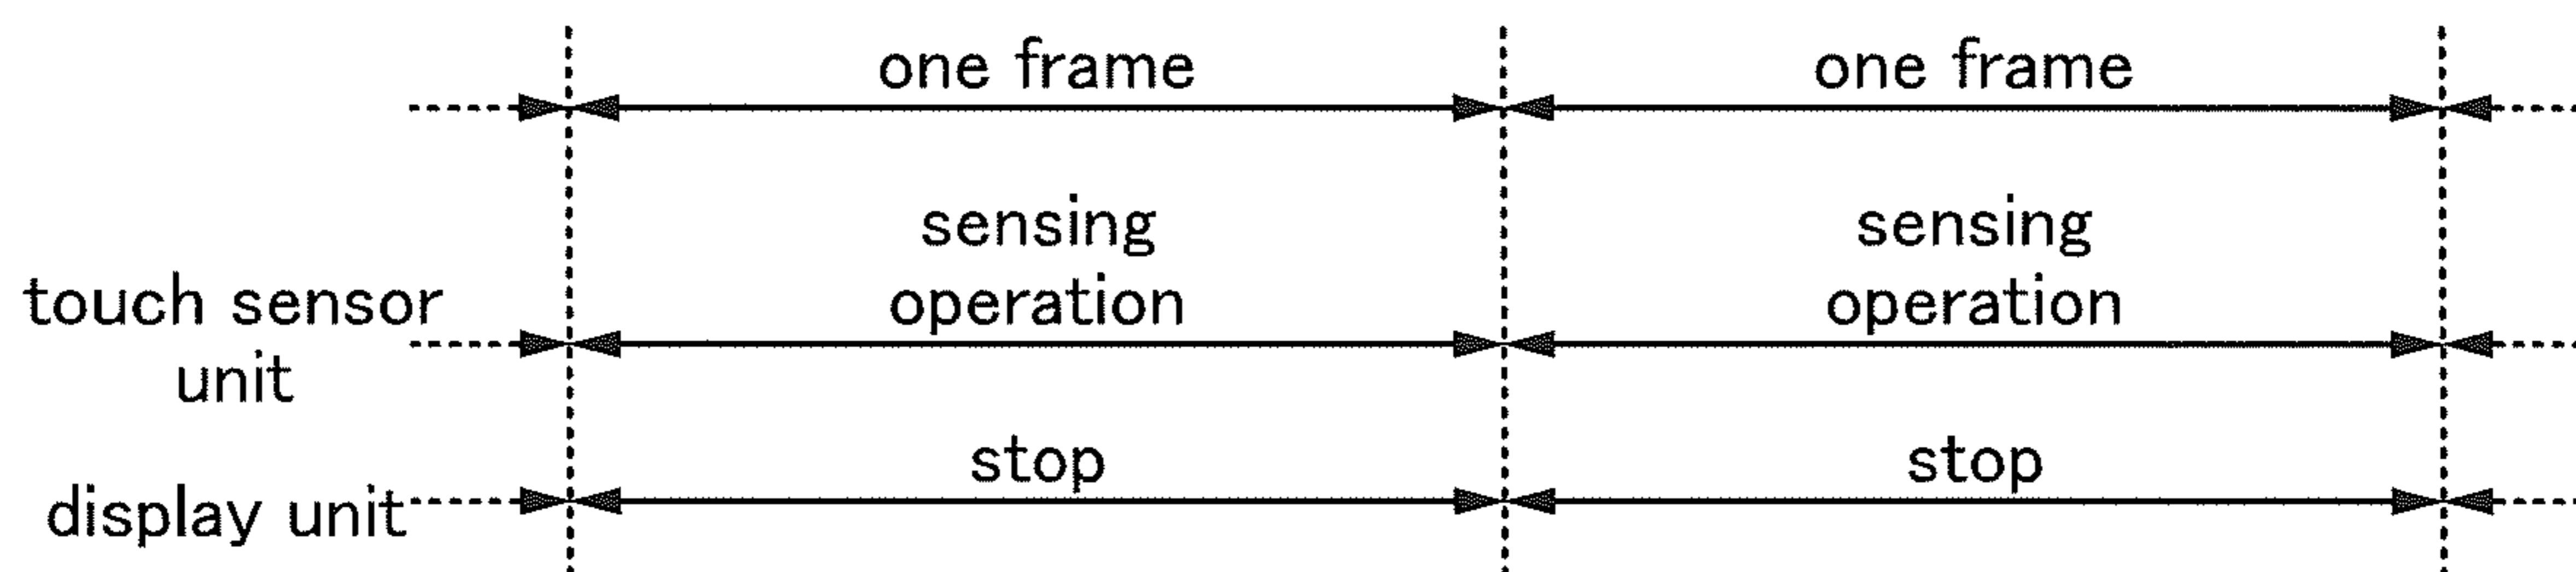 one frame
one frame
sensing
operation
sensing
operation
touch sensor
unit
stop
stop
display unit